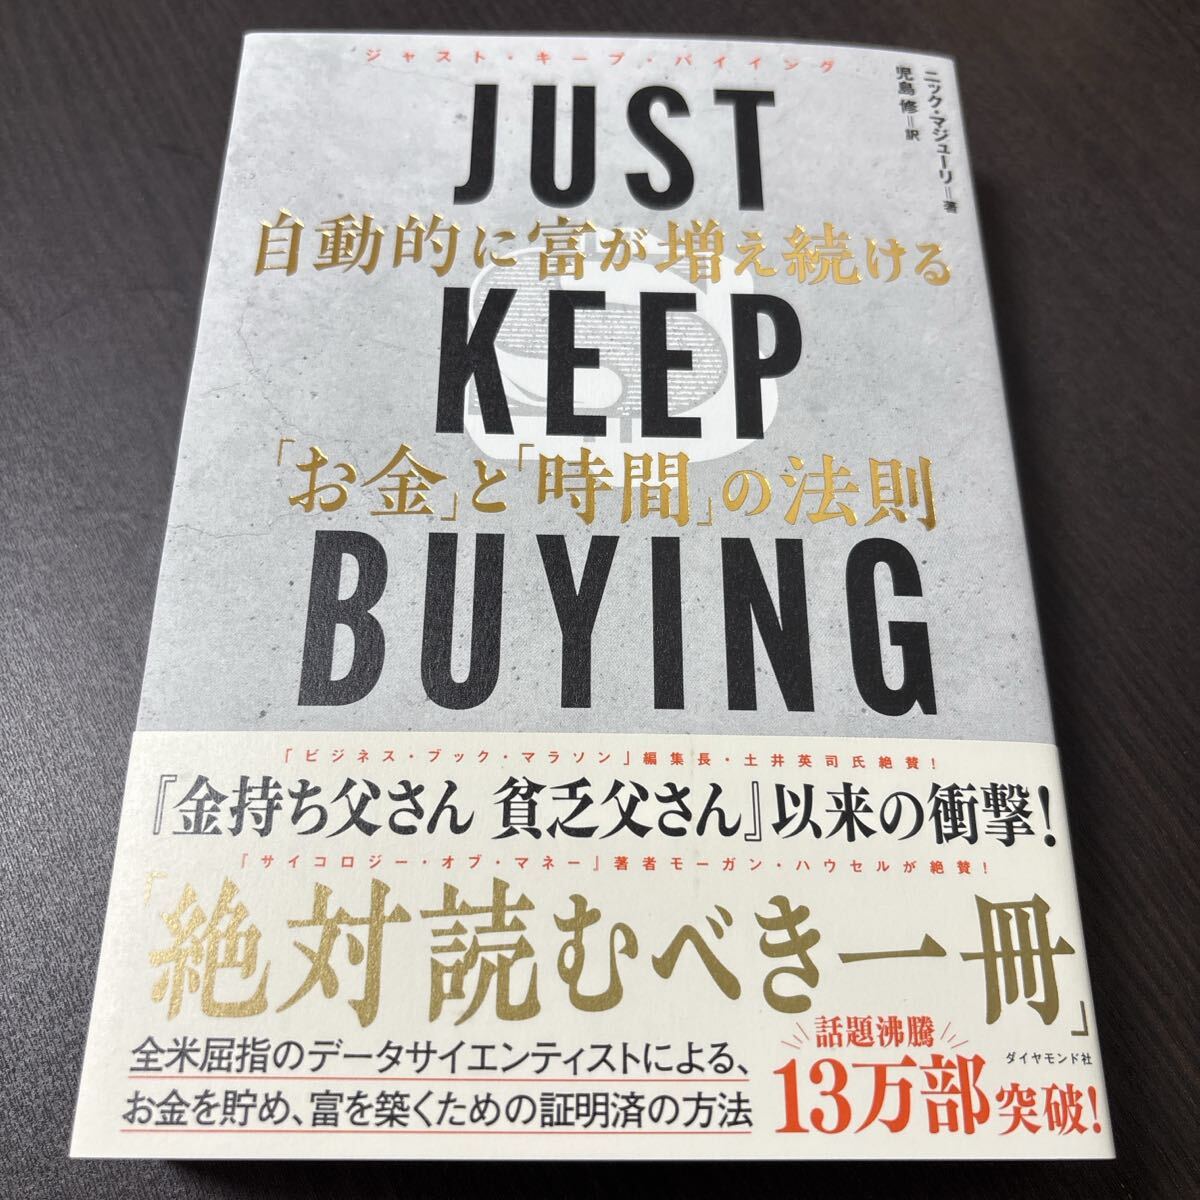 ジャスト・キープ・バイイング
ニック・マジューリ=著
児島 修=訳
JUST
自動的に富が増え続ける
KEEP
「お金」と「時間」の法則
BUYING
「ビジネス・ブック・マラソン」編集長・土井英司氏絶賛!
『金持ち父さん 貧乏父さん』以来の衝撃!
『サイコロジー・オブ・マネー』著者モーガン・ハウセルが絶賛!
「絶対読むべき一冊」
全米屈指のデータサイエンティストによる、
お金を貯め、富を築くための証明済の方法
話題沸騰
13万部突破!
ダイヤモンド社